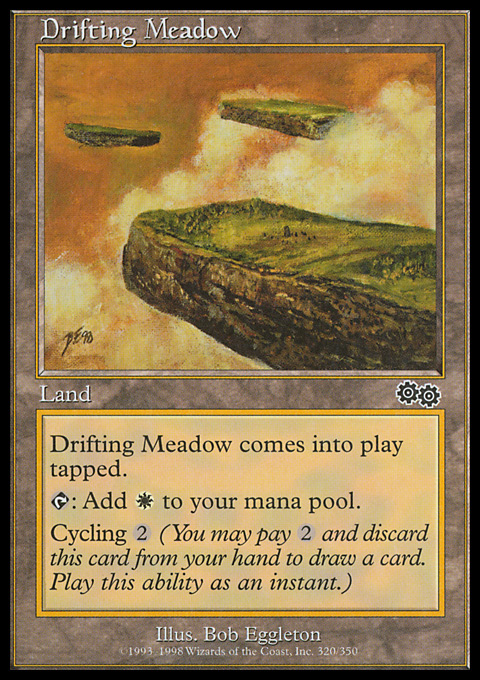 Drifting Meadow
BE98
Land
Drifting Meadow comes into play
tapped.
: Add to your mana pool.
Cycling 2 (You may pay 2 and discard
this card from your hand to draw a card.
Play this ability as an instant.)
Illus. Bob Eggleton
©1993–1998 Wizards of the Coast, Inc. 320/350